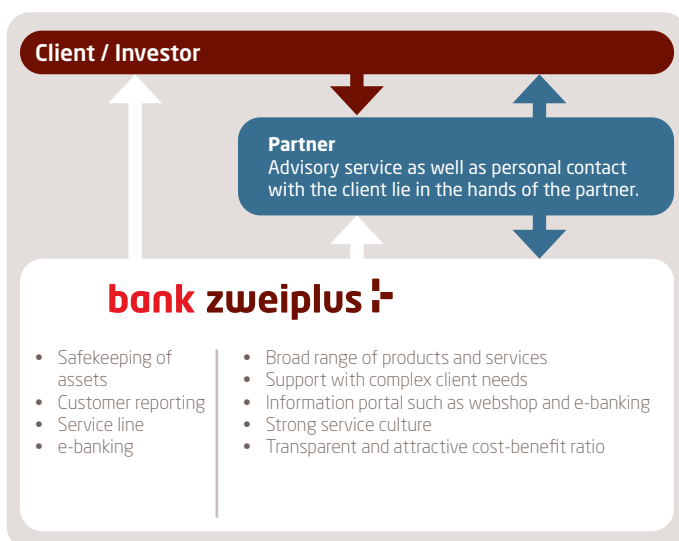 Client / Investor
Partner
Advisory service as well as personal contact
with the client lie in the hands of the partner.
bank zweiplus
• Safekeeping of
assets
• Customer reporting
• Service line
• e-banking
• Broad range of products and services
• Support with complex client needs
• Information portal such as webshop and e-banking
• Strong service culture
• Transparent and attractive cost-benefit ratio